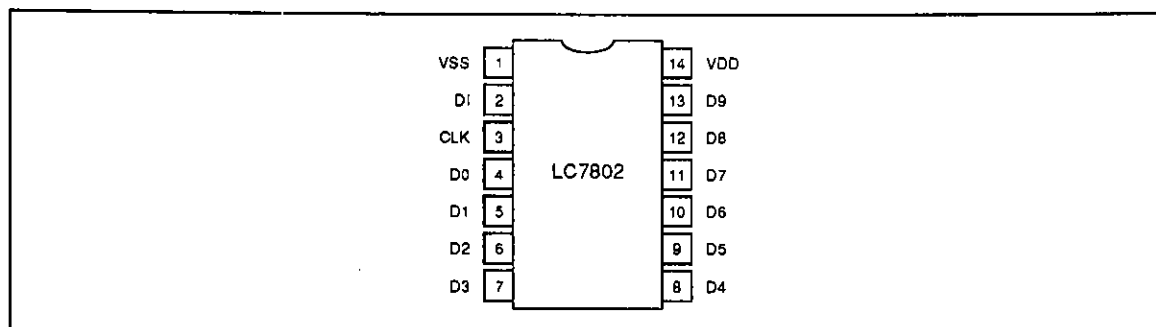 VSS 1 14 VDD
DI 2 13 D9
CLK 3 12 D8
D0 4 LC7802 11 D7
D1 5 10 D6
D2 6 9 D5
D3 7 8 D4